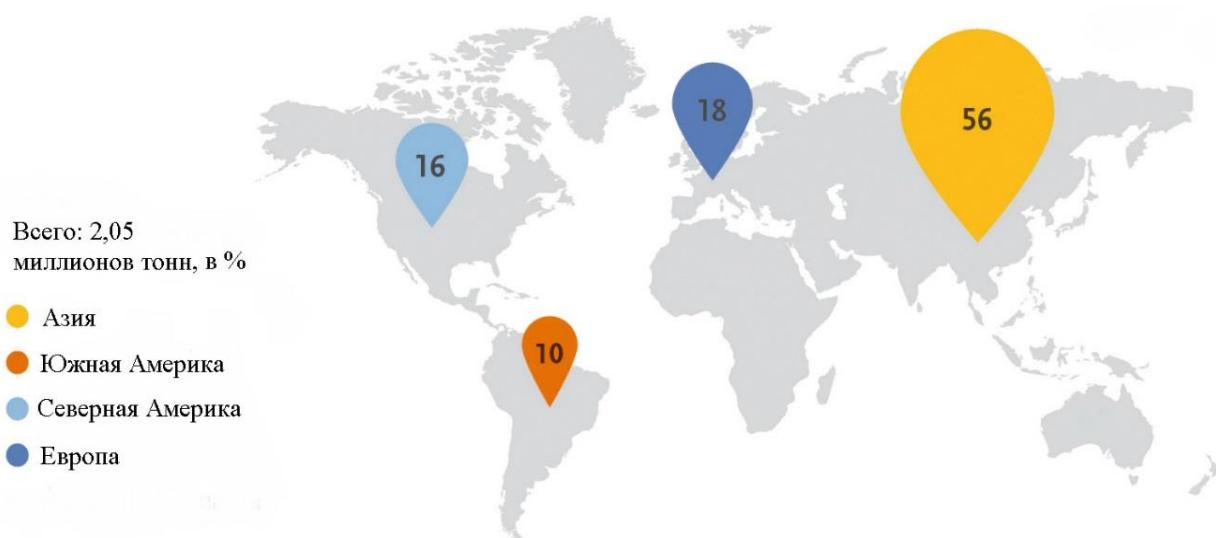 18
56
16
Всего: 2,05
миллионов тонн, в %
Азия
10
Южная Америка
Северная Америка
Европа